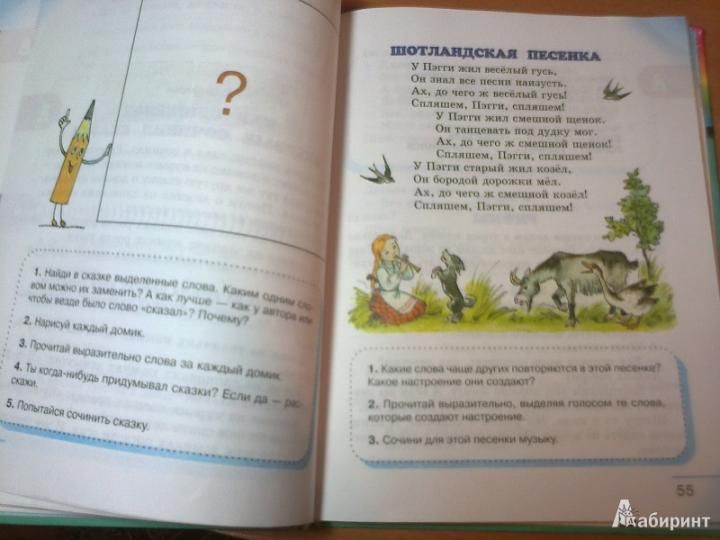 ?
1. Найди в сказке выделенные слова. Каким одним сло-
вом можно их заменить? А как лучше — как у автора или
чтобы везде было слово «сказал»? Почему?
2. Нарисуй каждый домик.
3. Прочитай выразительно слова за каждый домик.
4. Ты когда-нибудь придумывал сказки? Если да — рас-
скажи.
5. Попытайся сочинить сказку.
ШОТЛАНДСКАЯ ПЕСЕНКА
У Пэгги жил весёлый гусь,
Он знал все песни наизусть.
Ах, до чего ж весёлый гусь!
Спляшем, Пэгги, спляшем!
У Пэгги жил смешной щенок.
Он танцевать под дудку мог.
Ах, до чего ж смешной щенок!
Спляшем, Пэгги, спляшем!
У Пэгги старый жил козёл,
Он бородой дорожки мёл.
Ах, до чего ж смешной козёл!
Спляшем, Пэгги, спляшем!
1. Какие слова чаще других повторяются в этой песенке?
Какое настроение они создают?
2. Прочитай выразительно, выделяя голосом те слова,
которые создают настроение.
3. Сочини для этой песенки музыку.
55
Лабиринт